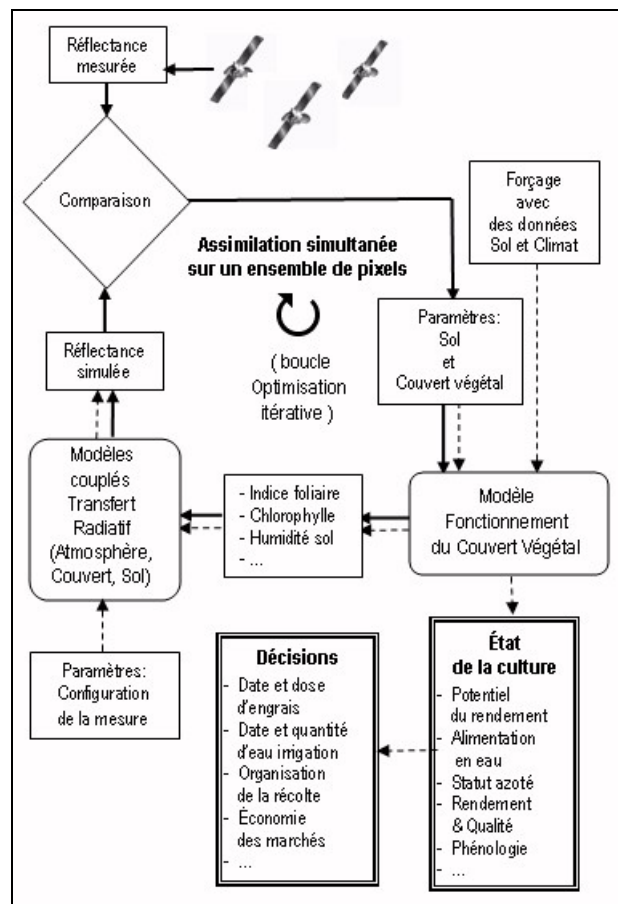 Réflectance
mesurée
Comparaison
Forçage
avec
des données
Sol et Climat
Assimilation simultanée
sur un ensemble de pixels
( boucle
Optimisation
itérative )
Paramètres:
Sol
et
Couvert végétal
Réflectance
simulée
Modèles
couplés
Transfert
Radiatif
(Atmosphère,
Couvert, Sol)
- Indice foliaire
- Chlorophylle
- Humidité sol
- ...
Modèle
Fonctionnement
du Couvert Végétal
Paramètres:
Configuration
de la mesure
Décisions
- Date et dose
d'engrais
- Date et quantité
d'eau irrigation
- Organisation
de la récolte
- Économie
des marchés
- ...
État
de la culture
- Potentiel
du rendement
- Alimentation
en eau
- Statut azoté
- Rendement
& Qualité
- Phénologie
- ...